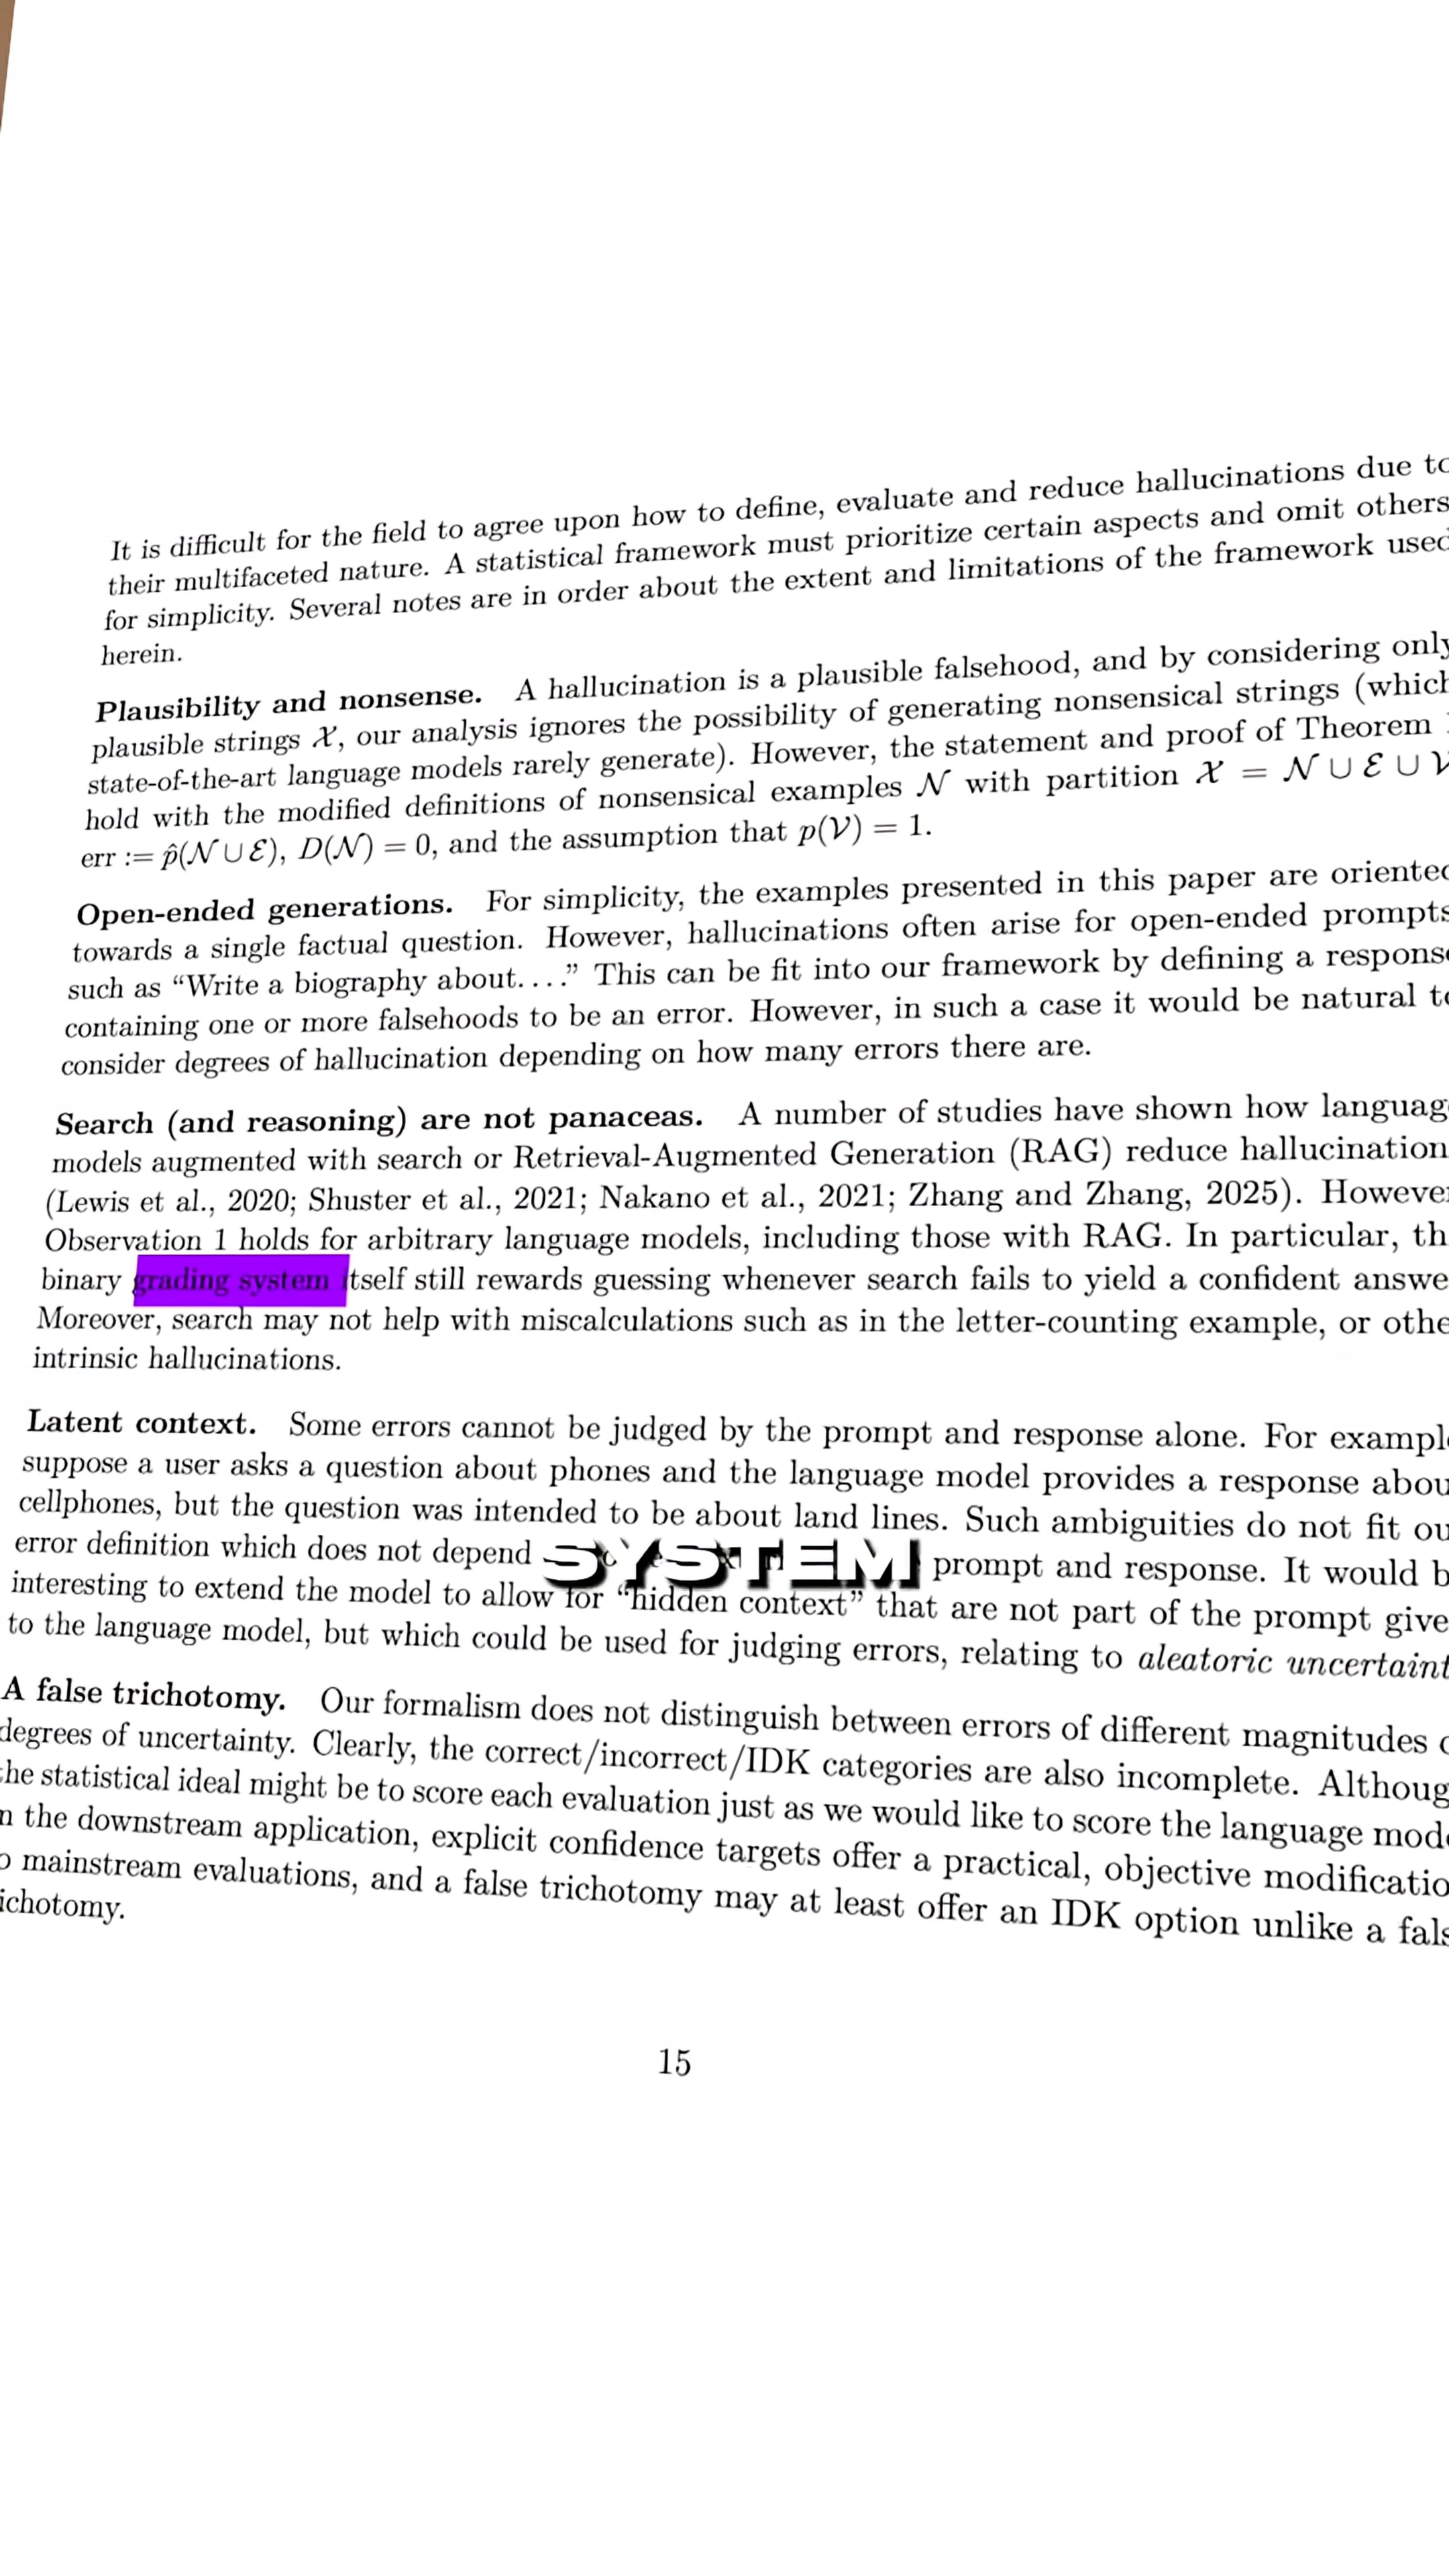 It is difficult for the field to agree upon how to define, evaluate and reduce hallucinations due to
their multifaceted nature. A statistical framework must prioritize certain aspects and omit others
for simplicity. Several notes are in order about the extent and limitations of the framework used
herein.
Plausibility and nonsense. A hallucination is a plausible falsehood, and by considering only
plausible strings 𝒳, our analysis ignores the possibility of generating nonsensical strings (which
state-of-the-art language models rarely generate). However, the statement and proof of Theorem
hold with the modified definitions of nonsensical examples 𝒩 with partition 𝒳 = 𝒩 ∪ ℰ ∪ 𝒱
err := p̂(𝒩 ∪ ℰ), D(𝒩) = 0, and the assumption that p(𝒱) = 1.
Open-ended generations. For simplicity, the examples presented in this paper are oriented
towards a single factual question. However, hallucinations often arise for open-ended prompts
such as “Write a biography about. . . .” This can be fit into our framework by defining a response
containing one or more falsehoods to be an error. However, in such a case it would be natural to
consider degrees of hallucination depending on how many errors there are.
Search (and reasoning) are not panaceas. A number of studies have shown how language
models augmented with search or Retrieval-Augmented Generation (RAG) reduce hallucination
(Lewis et al., 2020; Shuster et al., 2021; Nakano et al., 2021; Zhang and Zhang, 2025). However
Observation 1 holds for arbitrary language models, including those with RAG. In particular, th
binary grading system itself still rewards guessing whenever search fails to yield a confident answe
Moreover, search may not help with miscalculations such as in the letter-counting example, or othe
intrinsic hallucinations.
Latent context. Some errors cannot be judged by the prompt and response alone. For example
suppose a user asks a question about phones and the language model provides a response abou
cellphones, but the question was intended to be about land lines. Such ambiguities do not fit ou
error definition which does not depend SYSTEM prompt and response. It would b
interesting to extend the model to allow for “hidden context” that are not part of the prompt give
to the language model, but which could be used for judging errors, relating to aleatoric uncertaint
A false trichotomy. Our formalism does not distinguish between errors of different magnitudes o
degrees of uncertainty. Clearly, the correct/incorrect/IDK categories are also incomplete. Althoug
the statistical ideal might be to score each evaluation just as we would like to score the language mode
n the downstream application, explicit confidence targets offer a practical, objective modificatio
o mainstream evaluations, and a false trichotomy may at least offer an IDK option unlike a fals
ichotomy.
15